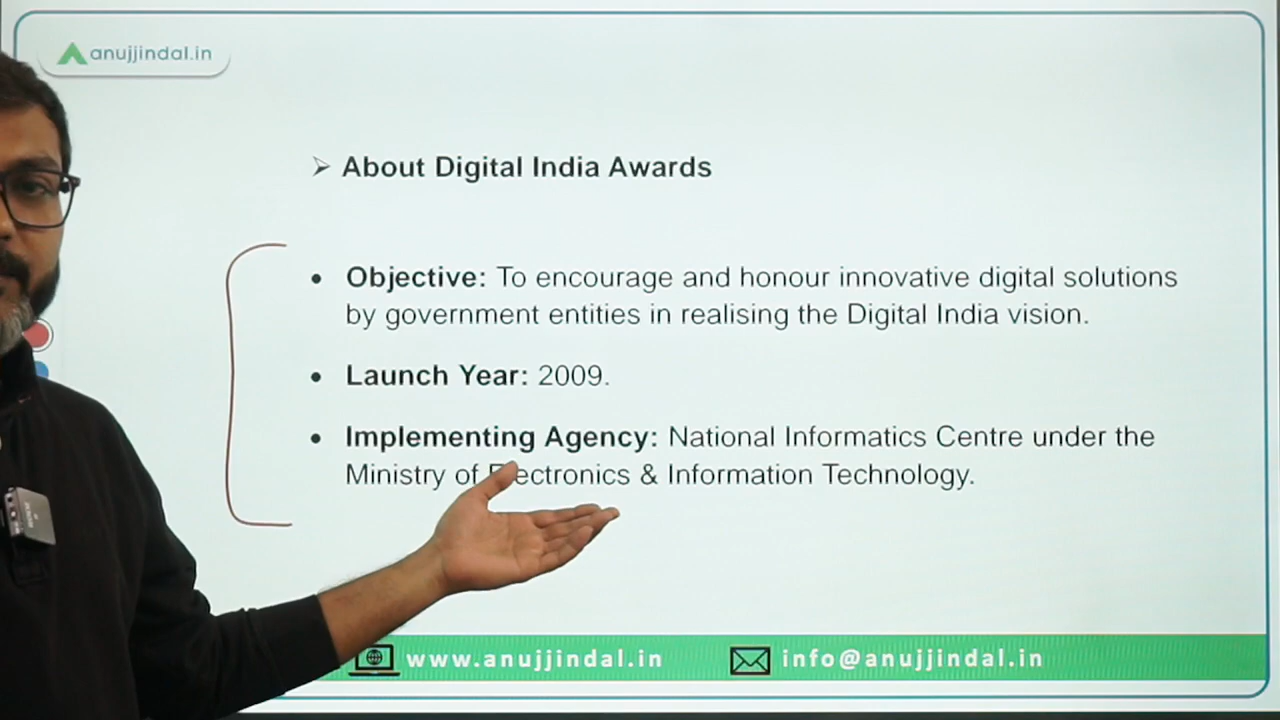 anujjindal.in
➢ About Digital India Awards
• Objective: To encourage and honour innovative digital solutions
by government entities in realising the Digital India vision.
• Launch Year: 2009.
• Implementing Agency: National Informatics Centre under the
Ministry of Electronics & Information Technology.
www.anujjindal.in
info@anujjindal.in